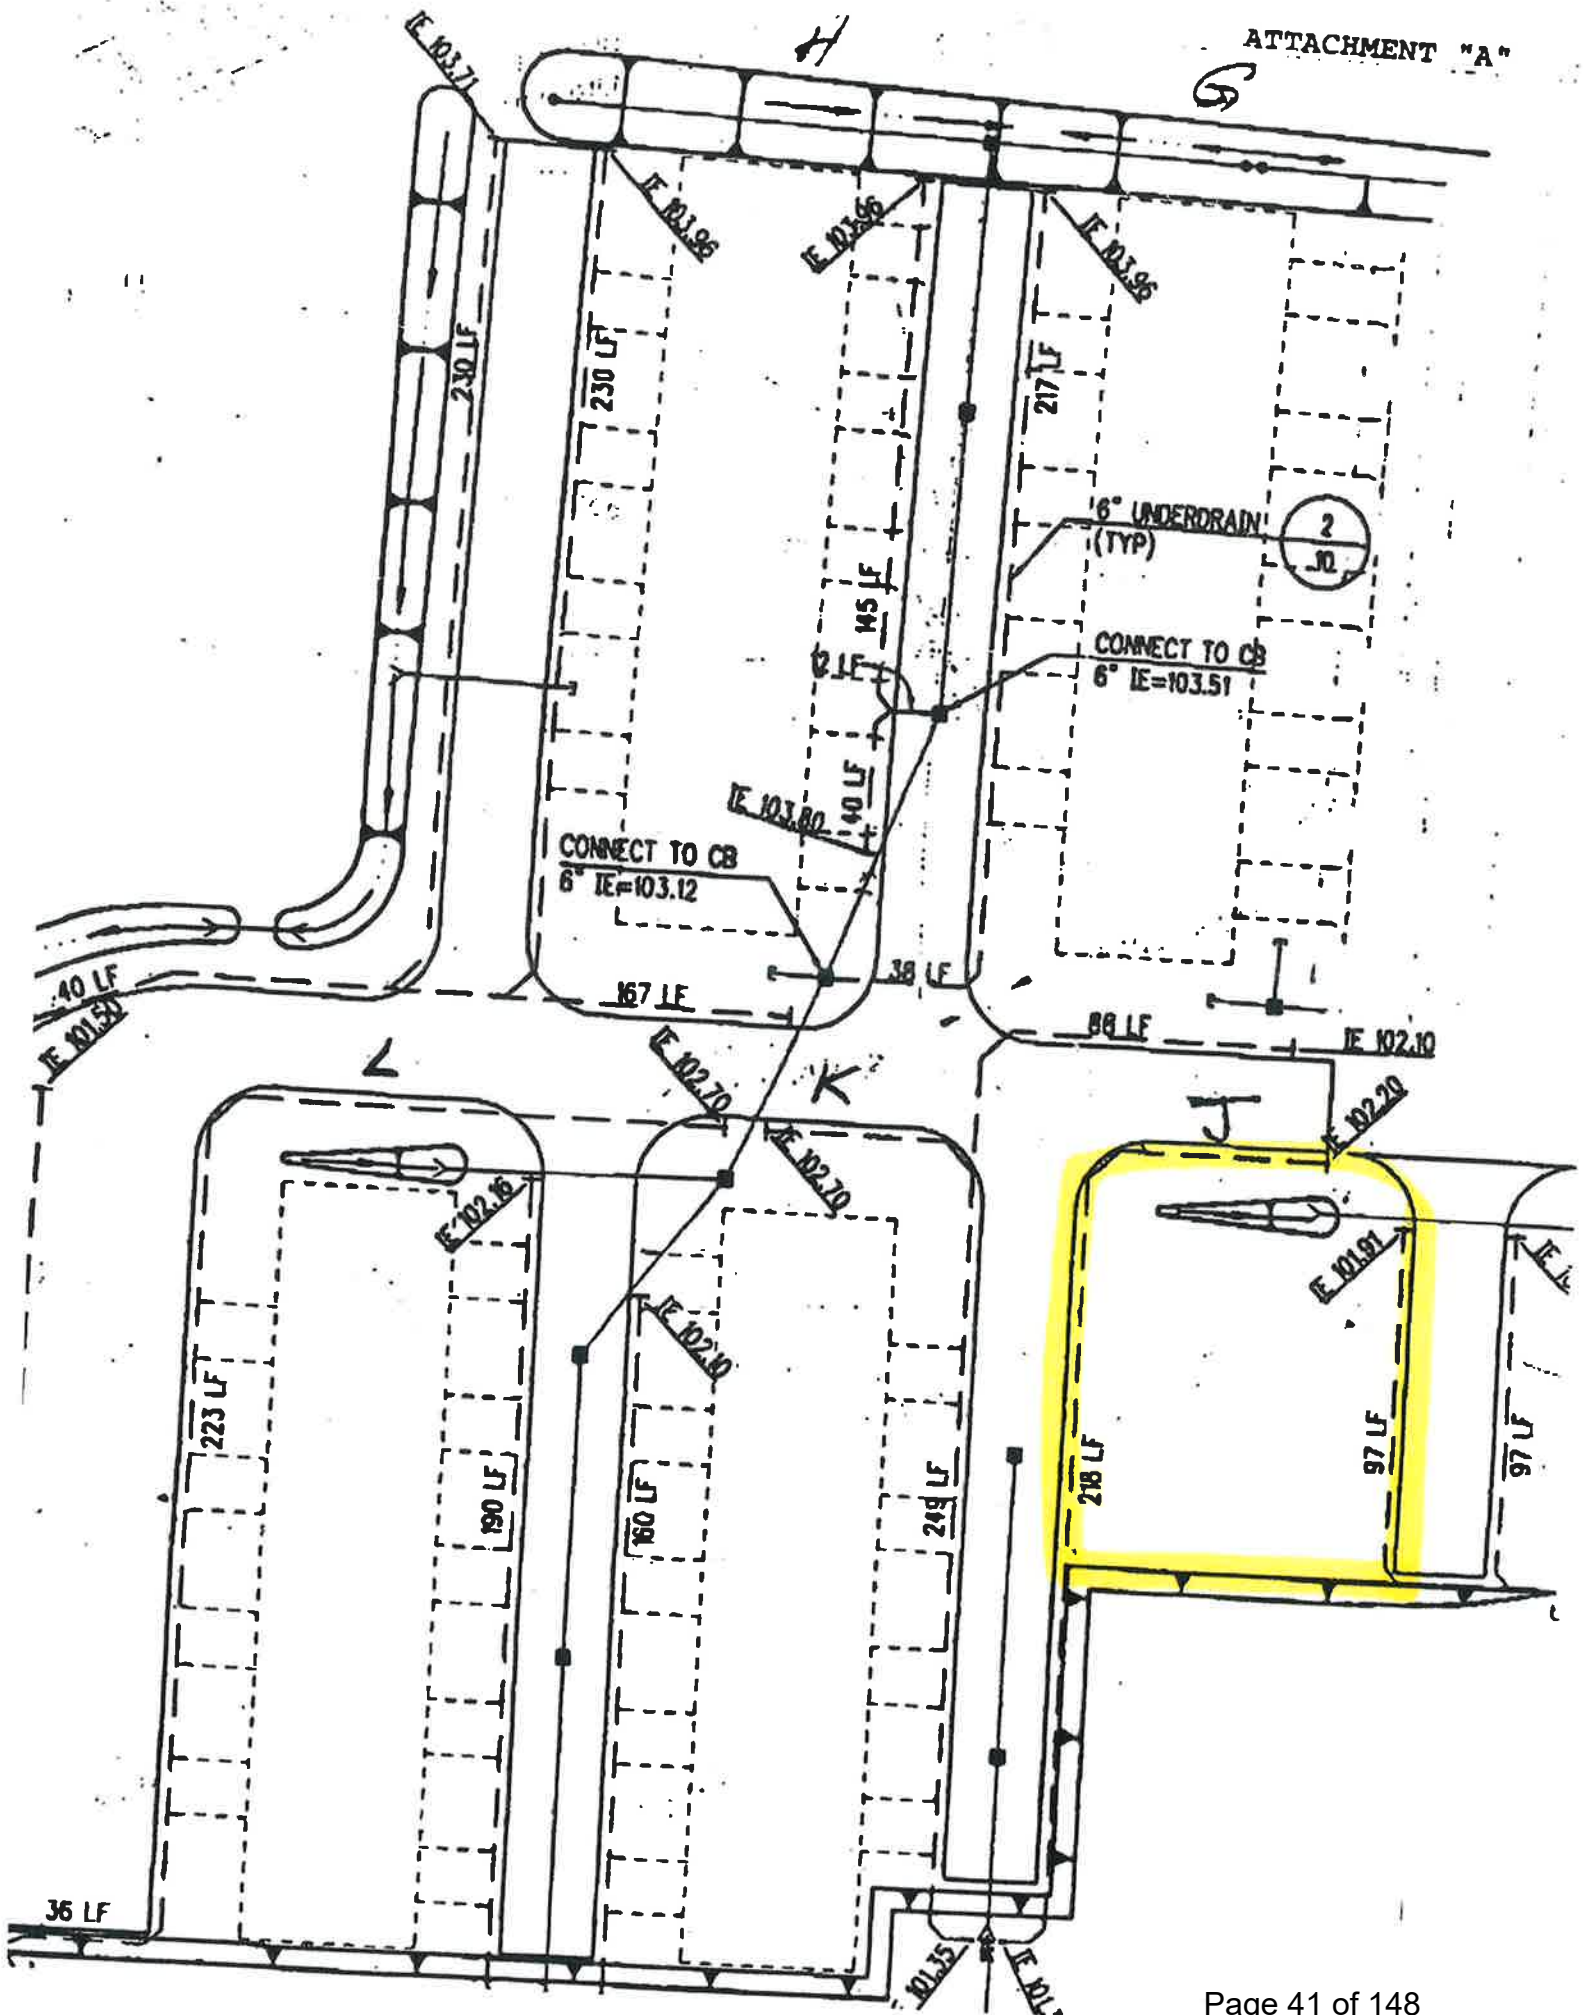 ATTACHMENT "A"
H
G
IE 103.71
IE 103.96
IE 103.96
IE 103.96
230 LF
230 LF
217 LF
6" UNDERDRAIN
(TYP)
2
10
145 LF
12 LF
CONNECT TO CB
6" IE=103.51
IE 103.80
40 LF
CONNECT TO CB
6" IE=103.12
40 LF
IE 101.50
167 LF
38 LF
88 LF
IE 102.10
L
K
J
IE 102.70
IE 102.70
IE 102.20
IE 102.16
IE 101.91
IE 102.10
223 LF
190 LF
160 LF
249 LF
218 LF
97 LF
97 LF
36 LF
101.35
IE 101.
Page 41 of 148